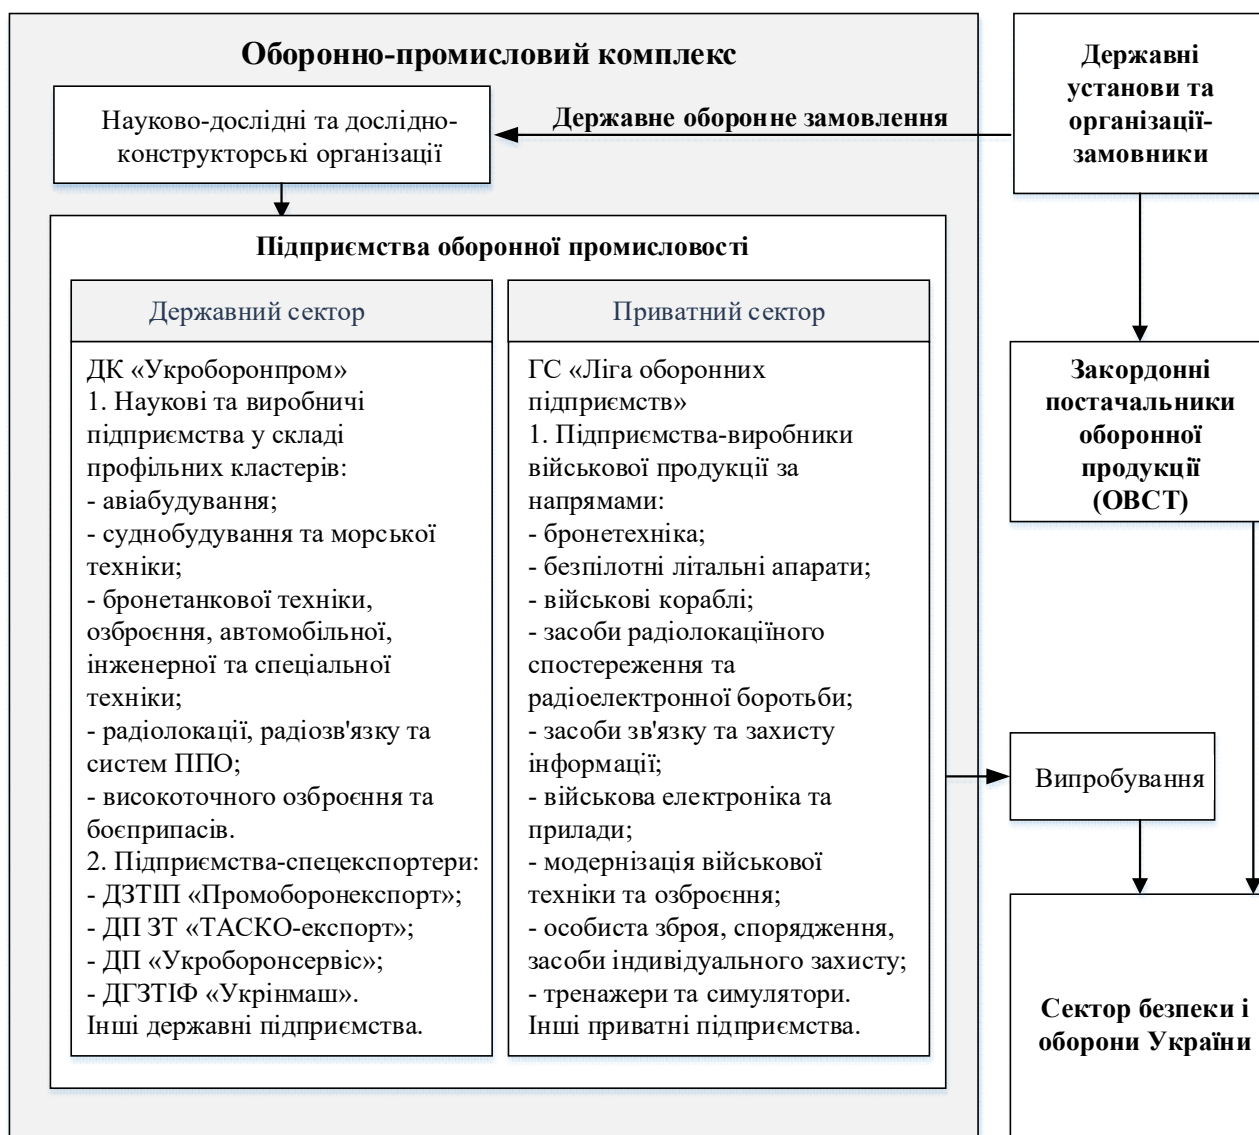 Оборонно-промисловий комплекс
Науково-дослідні та дослідно-
конструкторські організації
Державне оборонне замовлення
Державні
установи та
організації-
замовники
Підприємства оборонної промисловості
Державний сектор
ДК «Укроборонпром»
1. Наукові та виробничі
підприємства у складі
профільних кластерів:
- авіабудування;
- суднобудування та морської
техніки;
- бронетанкової техніки,
озброєння, автомобільної,
інженерної та спеціальної
техніки;
- радіолокації, радіозв'язку та
систем ППО;
- високоточного озброєння та
боєприпасів.
2. Підприємства-спецекспортери:
- ДЗТІП «Промоборонекспорт»;
- ДП ЗТ «ТАСКО-експорт»;
- ДП «Укроборонсервіс»;
- ДГЗТІФ «Укрінмаш».
Інші державні підприємства.
Приватний сектор
ГС «Ліга оборонних
підприємств»
1. Підприємства-виробники
військової продукції за
напрямами:
- бронетехніка;
- безпілотні літальні апарати;
- військові кораблі;
- засоби радіолокаціїного
спостереження та
радіоелектронної боротьби;
- засоби зв'язку та захисту
інформації;
- військова електроніка та
прилади;
- модернізація військової
техніки та озброєння;
- особиста зброя, спорядження,
засоби індивідуального захисту;
- тренажери та симулятори.
Інші приватні підприємства.
Закордонні
постачальники
оборонної
продукції
(ОВСТ)
Випробування
Сектор безпеки і
оборони України